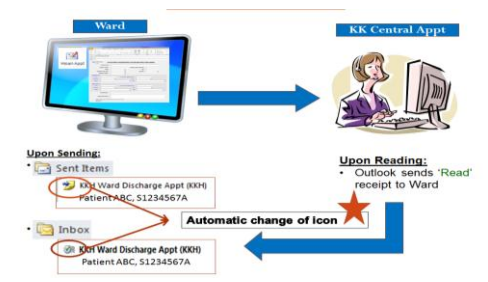 Ward
KK Central Appt
Upon Sending:
• Sent Items
KKH Ward Discharge Appt (KKH)
Patient ABC, S1234567A
• Inbox
KKH Ward Discharge Appt (KKH)
Patient ABC, S1234567A
Automatic change of icon
Upon Reading:
• Outlook sends 'Read'
receipt to Ward